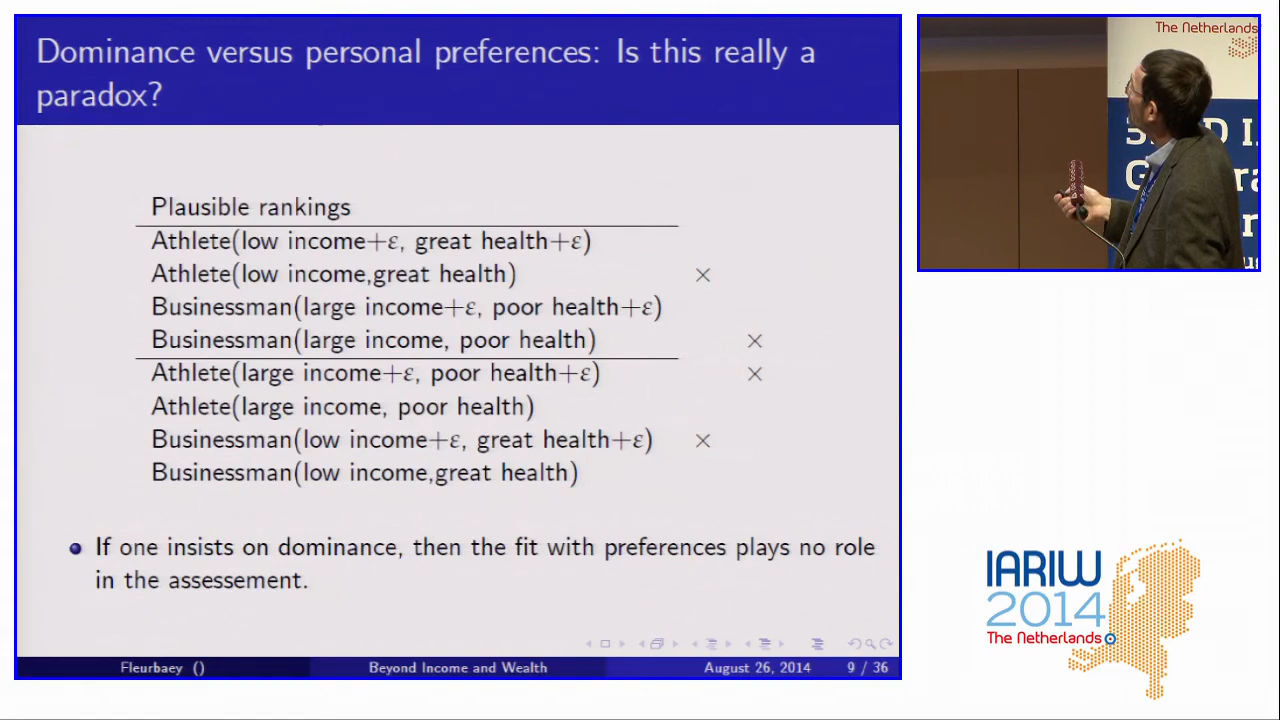 Dominance versus personal preferences: Is this really a
paradox?
Plausible rankings
Athlete(low income+ε, great health+ε)
Athlete(low income,great health) ×
Businessman(large income+ε, poor health+ε)
Businessman(large income, poor health) ×
Athlete(large income+ε, poor health+ε) ×
Athlete(large income, poor health)
Businessman(low income+ε, great health+ε) ×
Businessman(low income,great health)
If one insists on dominance, then the fit with preferences plays no role
in the assessement.
Fleurbaey () Beyond Income and Wealth August 26, 2014 9 / 36
The Netherlands
IARIW
2014
The Netherlands